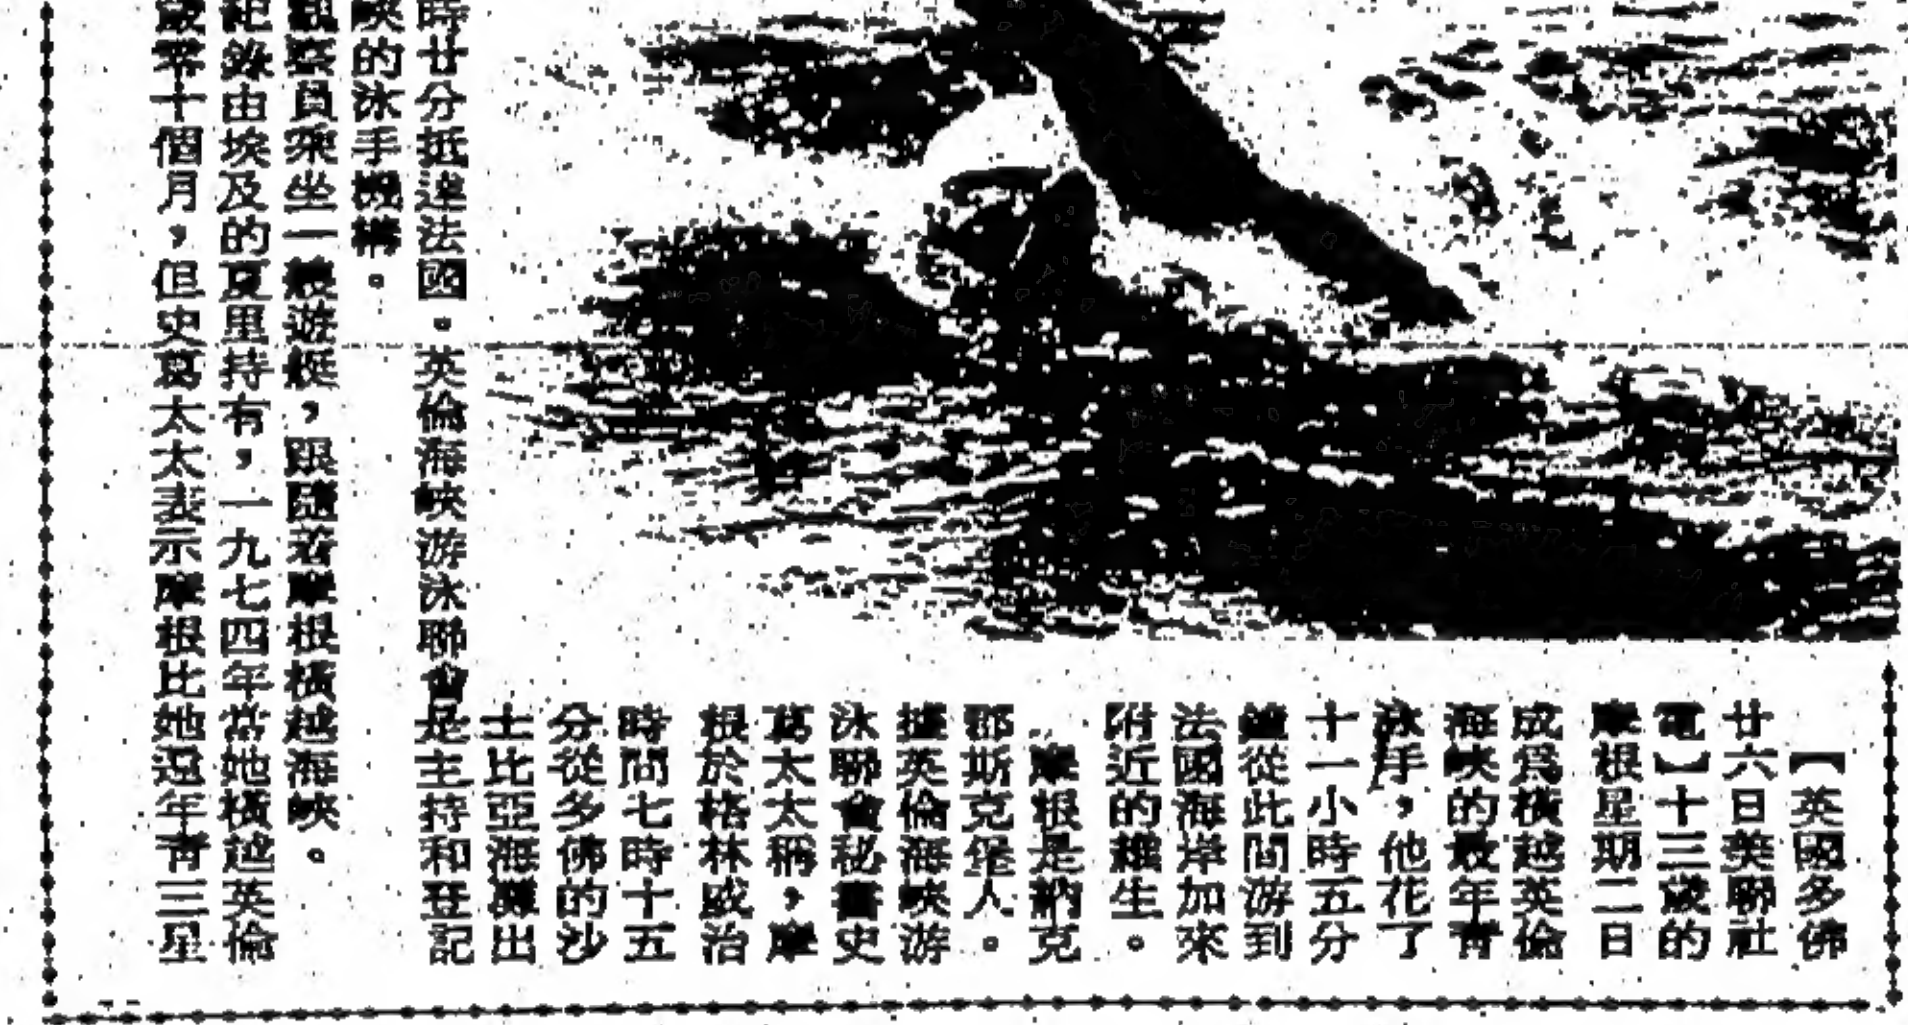 【英國多佛
廿六日美聯社
電】十三歲的
摩根星期二日
成爲橫越英倫
海峽的最年青
泳手，他花了
十一小時五分
鐘從此間游到
法國海岸加來
附近的維生。
摩根是納克
郡斯克堡人。
據英倫海峽游
泳聯會秘書史
葛太太稱，摩
根於格林威治
時間七時十五
分從多佛的沙
士比亞海灘出
時廿分抵達法國。英倫海峽游泳聯會是主持和登記
峽的泳手機構。
觀察員乘坐一艘游艇，跟隨着摩根橫越海峽。
紀錄由埃及的夏里持有，一九七四年當她橫越英倫
歲零十個月，但史葛太太表示摩根比她還年青三星